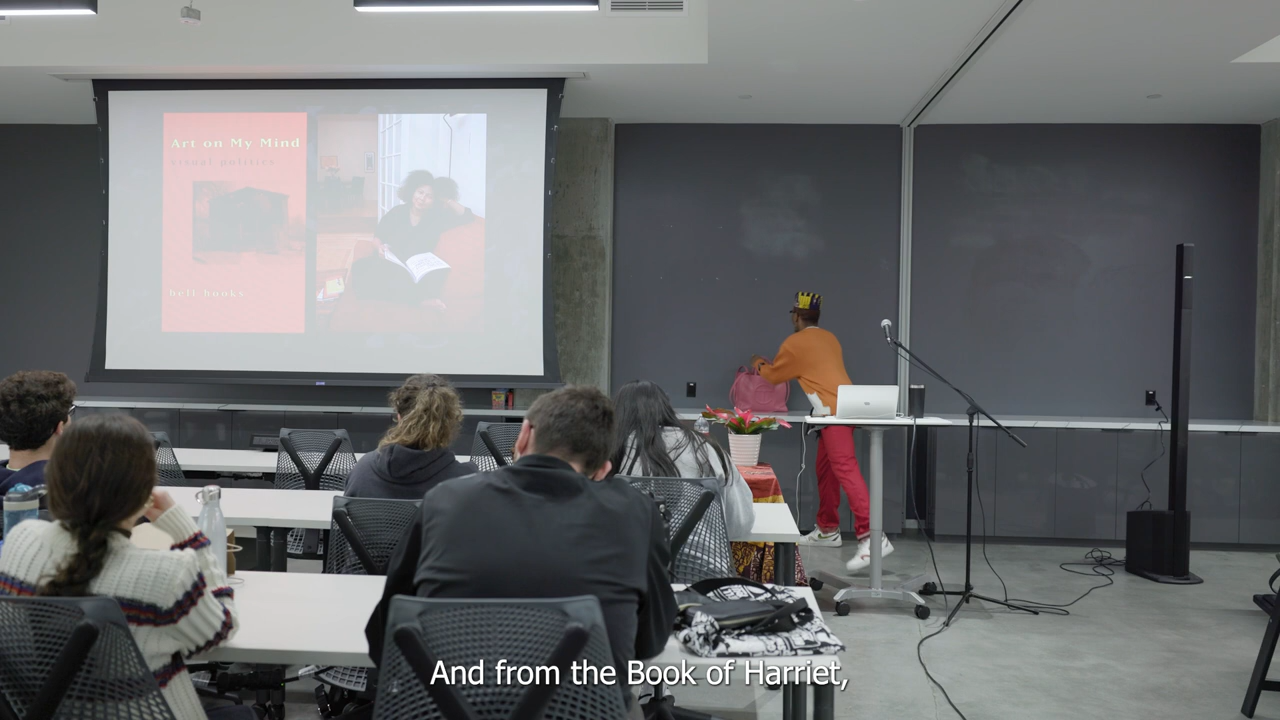 Art on My Mind
visual politics
bell hooks
And from the Book of Harriet,